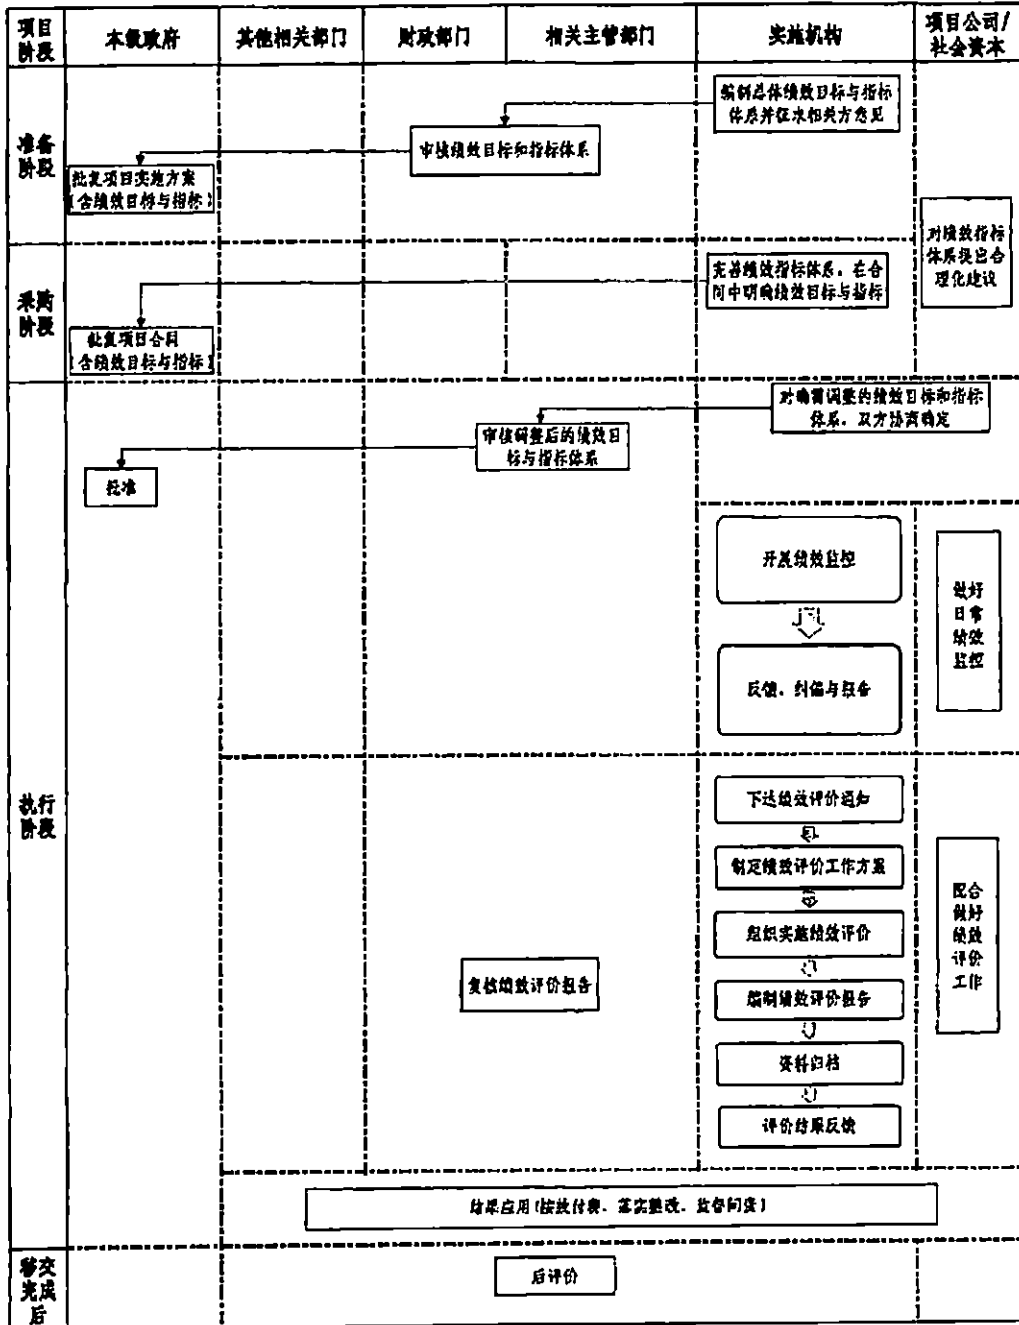 项目
阶段
本级政府
其他相关部门
财政部门
相关主管部门
实施机构
项目公司/
社会资本
准备
阶段
编制总体绩效目标与指标
体系并征求相关方意见
审核绩效目标和指标体系
批复项目实施方案
(含绩效目标与指标)
对绩效指标
体系提出合
理化建议
采购
阶段
完善绩效指标体系,在合
同中明确绩效目标与指标
批复项目合同
(含绩效目标与指标)
执行
阶段
对确需调整的绩效目标和指标
体系,双方协商确定
审核调整后的绩效目
标与指标体系
批准
开展绩效监控
反馈、纠偏与报告
做好
日常
绩效
监控
下达绩效评价通知
制定绩效评价工作方案
组织实施绩效评价
编制绩效评价报告
资料归档
评价结果反馈
复核绩效评价报告
配合
做好
绩效
评价
工作
结果应用(按效付费、落实整改、监督问责)
移交
完成
后
后评价